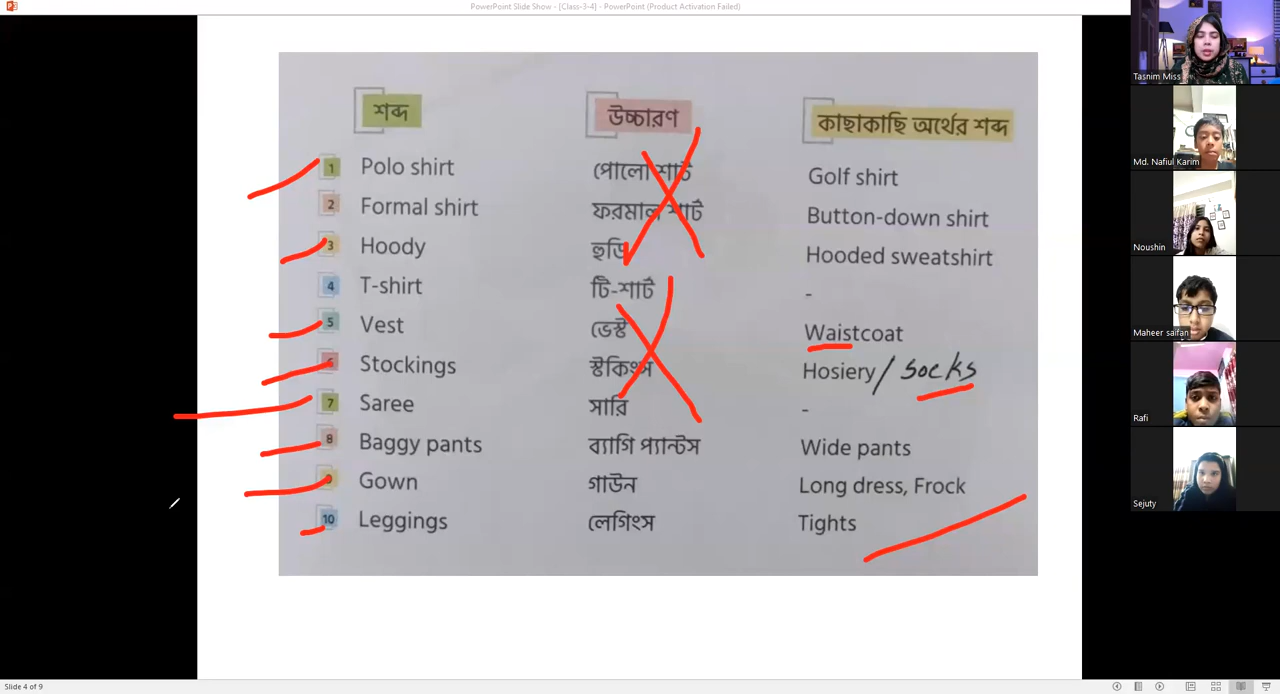 PowerPoint Slide Show - [Class-3-4] - PowerPoint (Product Activation Failed)
শব্দ উচ্চারণ কাছাকাছি অর্থের শব্দ
1 Polo shirt পোলো শার্ট Golf shirt
2 Formal shirt ফরমাল শার্ট Button-down shirt
3 Hoody হুডি Hooded sweatshirt
4 T-shirt টি-শার্ট -
5 Vest ভেস্ট Waistcoat
6 Stockings স্টকিংস Hosiery/ socks
7 Saree সারি -
8 Baggy pants ব্যাগি প্যান্টস Wide pants
9 Gown গাউন Long dress, Frock
10 Leggings লেগিংস Tights
Tasnim Miss
Md. Nafiul Karim
Noushin
Maheer saifan
Rafi
Sejuty
Slide 4 of 9